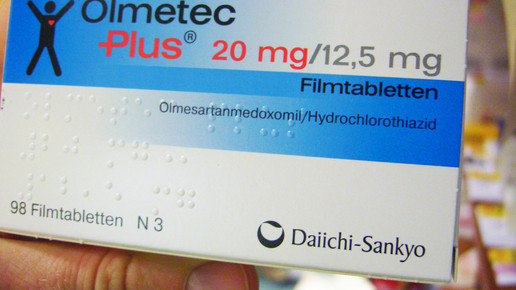 Olmetec
Plus® 20 mg/12,5 mg
Filmtabletten
Olmesartanmedoxomil/Hydrochlorothiazid
98 Filmtabletten N 3
Daiichi-Sankyo